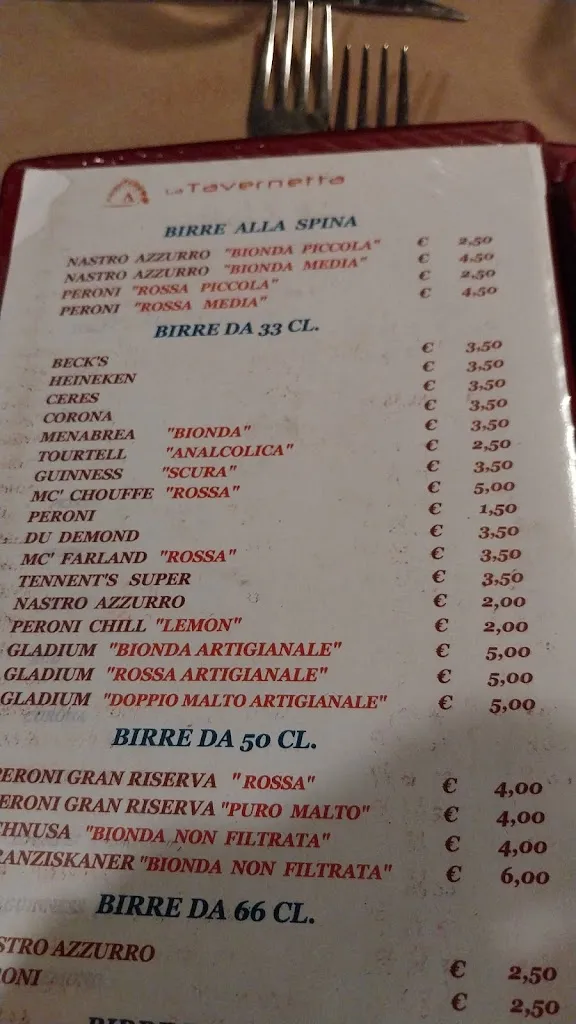 La Tavernetta
BIRRE ALLA SPINA
NASTRO AZZURRO "BIONDA PICCOLA" € 2,50
NASTRO AZZURRO "BIONDA MEDIA" € 4,50
PERONI "ROSSA PICCOLA" € 2,50
PERONI "ROSSA MEDIA" € 4,50
BIRRE DA 33 CL.
BECK'S € 3,50
HEINEKEN € 3,50
CERES € 3,50
CORONA € 3,50
MENABREA "BIONDA" € 3,50
TOURTELL "ANALCOLICA" € 2,50
GUINNESS "SCURA" € 3,50
MC' CHOUFFE "ROSSA" € 5,00
PERONI € 1,50
DU DEMOND € 3,50
MC' FARLAND "ROSSA" € 3,50
TENNENT'S SUPER € 3,50
NASTRO AZZURRO € 2,00
PERONI CHILL "LEMON" € 2,00
GLADIUM "BIONDA ARTIGIANALE" € 5,00
GLADIUM "ROSSA ARTIGIANALE" € 5,00
GLADIUM "DOPPIO MALTO ARTIGIANALE" € 5,00
BIRRE DA 50 CL.
PERONI GRAN RISERVA "ROSSA" € 4,00
ERONI GRAN RISERVA "PURO MALTO" € 4,00
CHNUSA "BIONDA NON FILTRATA" € 4,00
RANZISKANER "BIONDA NON FILTRATA" € 6,00
BIRRE DA 66 CL.
STRO AZZURRO € 2,50
ONI € 2,50